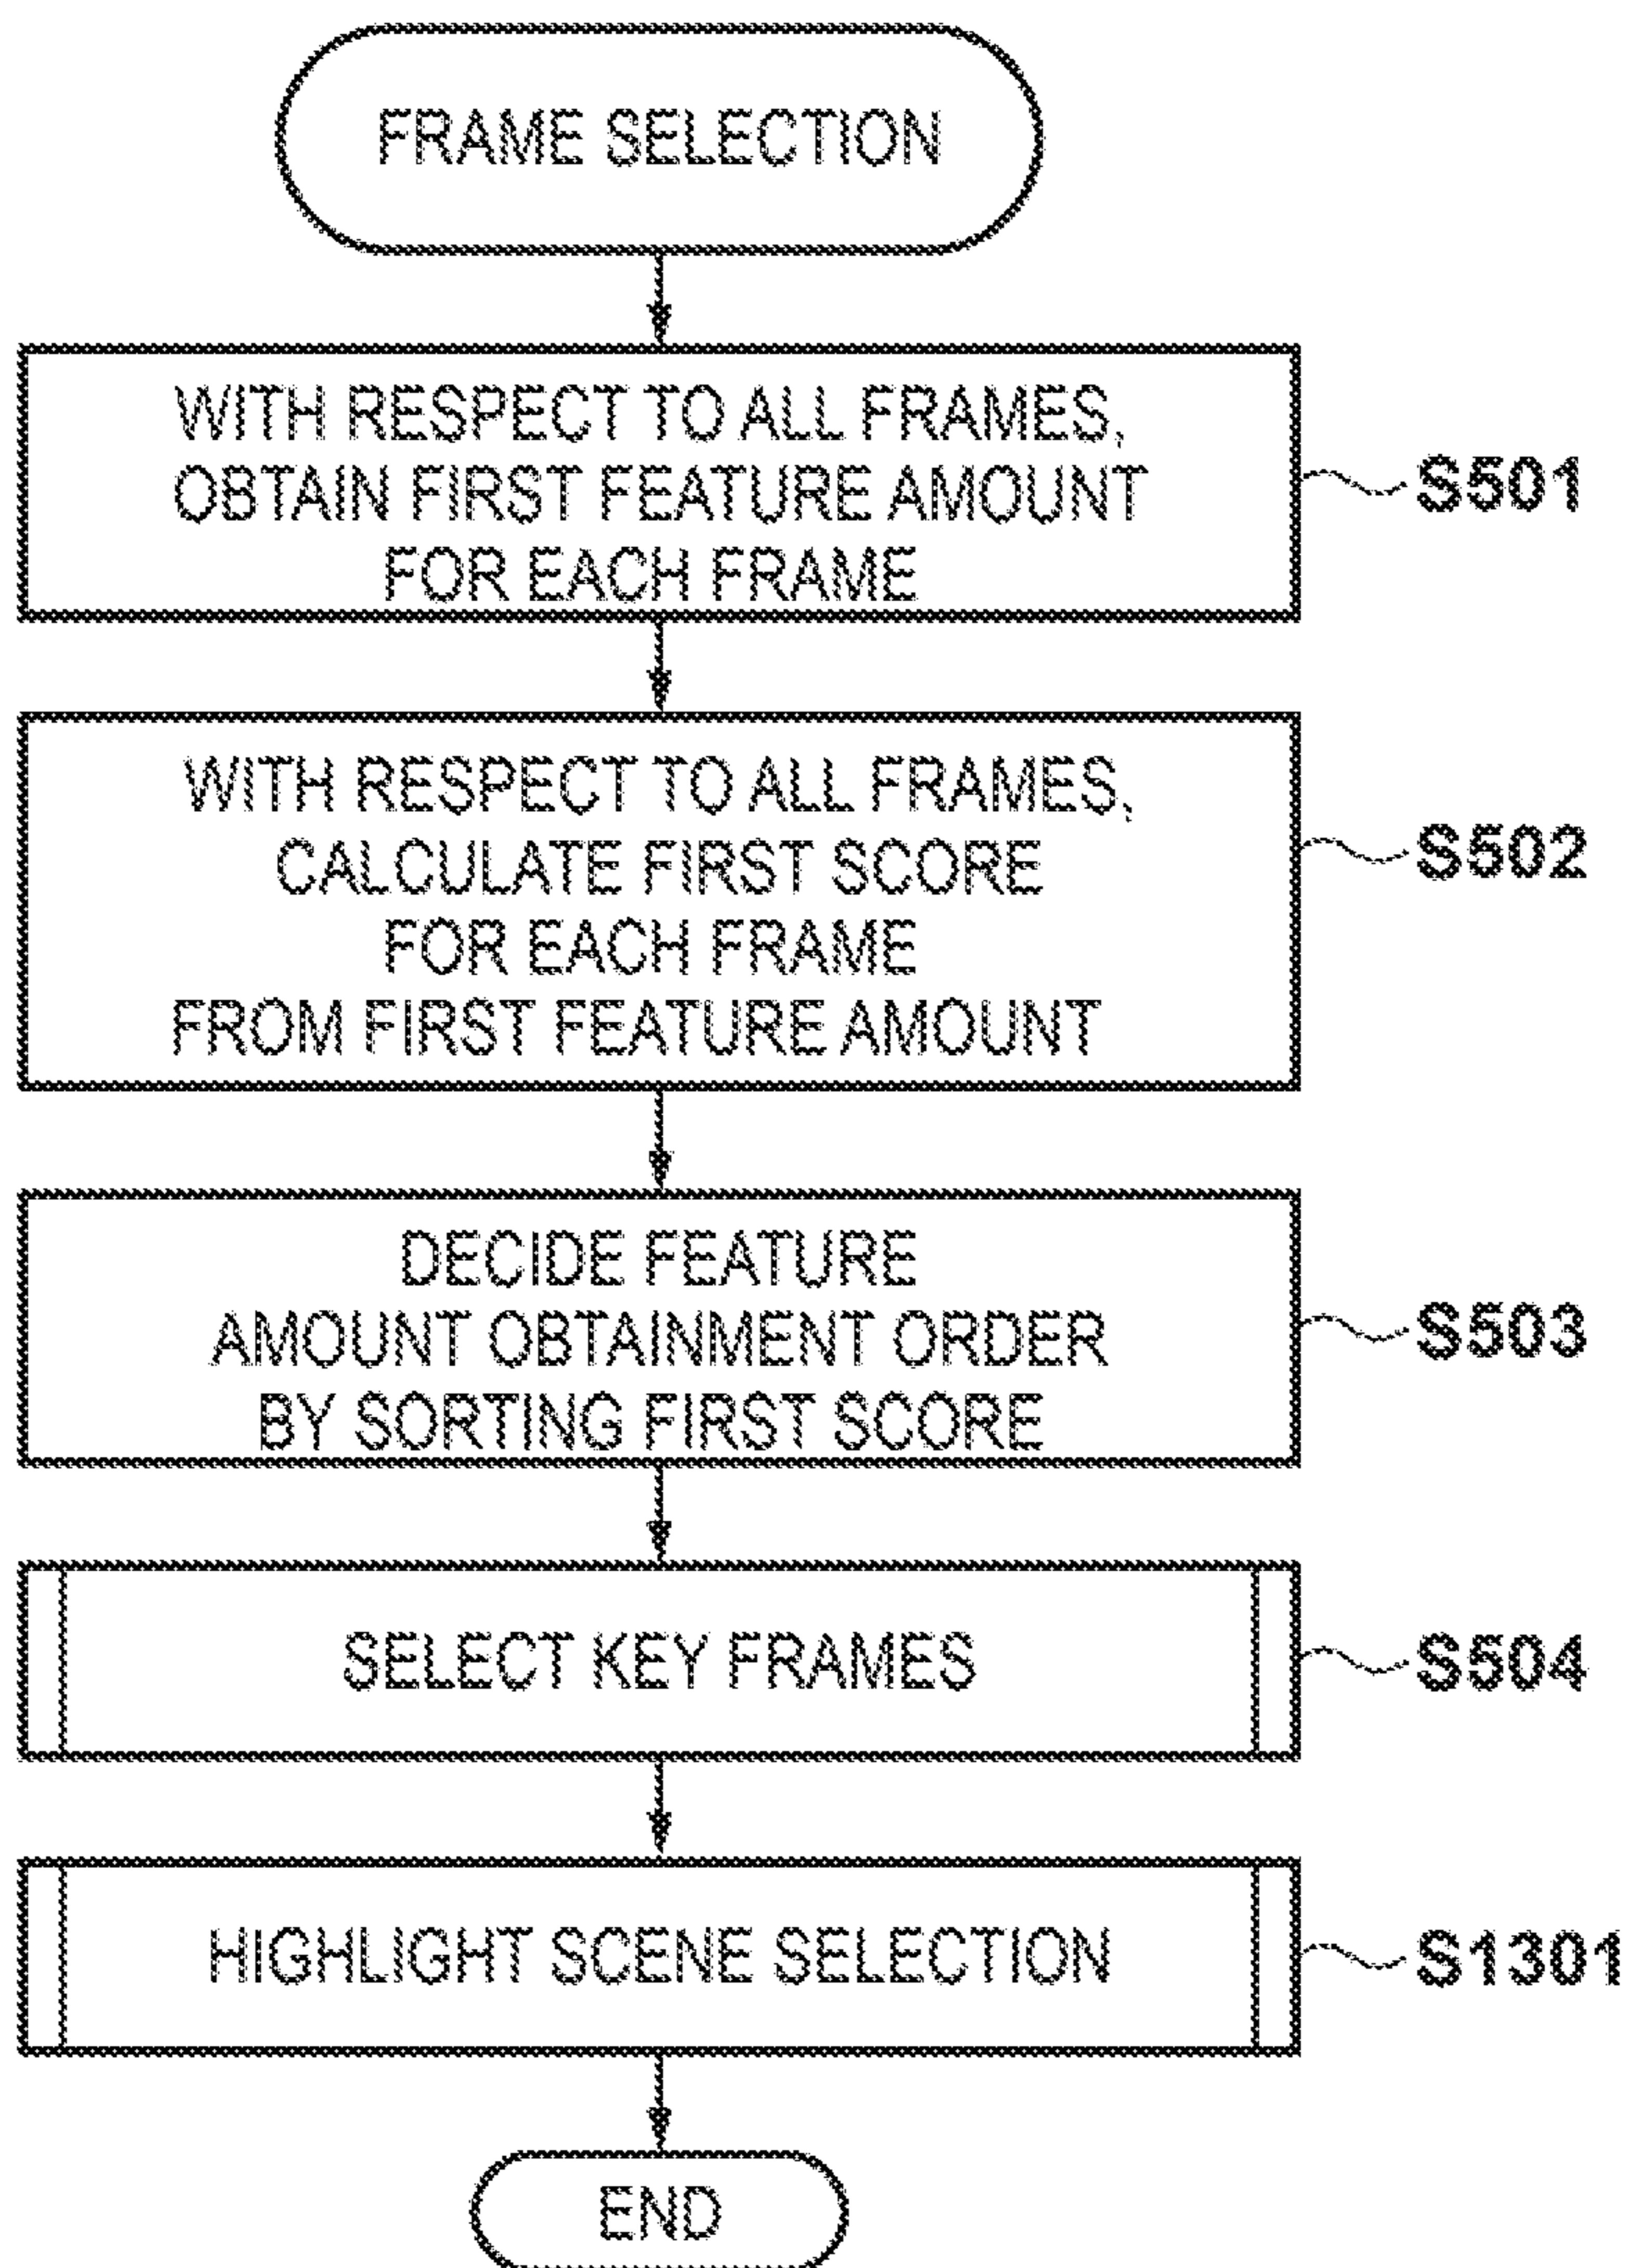 FRAME SELECTION
WITH RESPECT TO ALL FRAMES,
OBTAIN FIRST FEATURE AMOUNT
FOR EACH FRAME
S501
WITH RESPECT TO ALL FRAMES,
CALCULATE FIRST SCORE
FOR EACH FRAME
FROM FIRST FEATURE AMOUNT
S502
DECIDE FEATURE
AMOUNT OBTAINMENT ORDER
BY SORTING FIRST SCORE
S503
SELECT KEY FRAMES
S504
HIGHLIGHT SCENE SELECTION
S1301
END